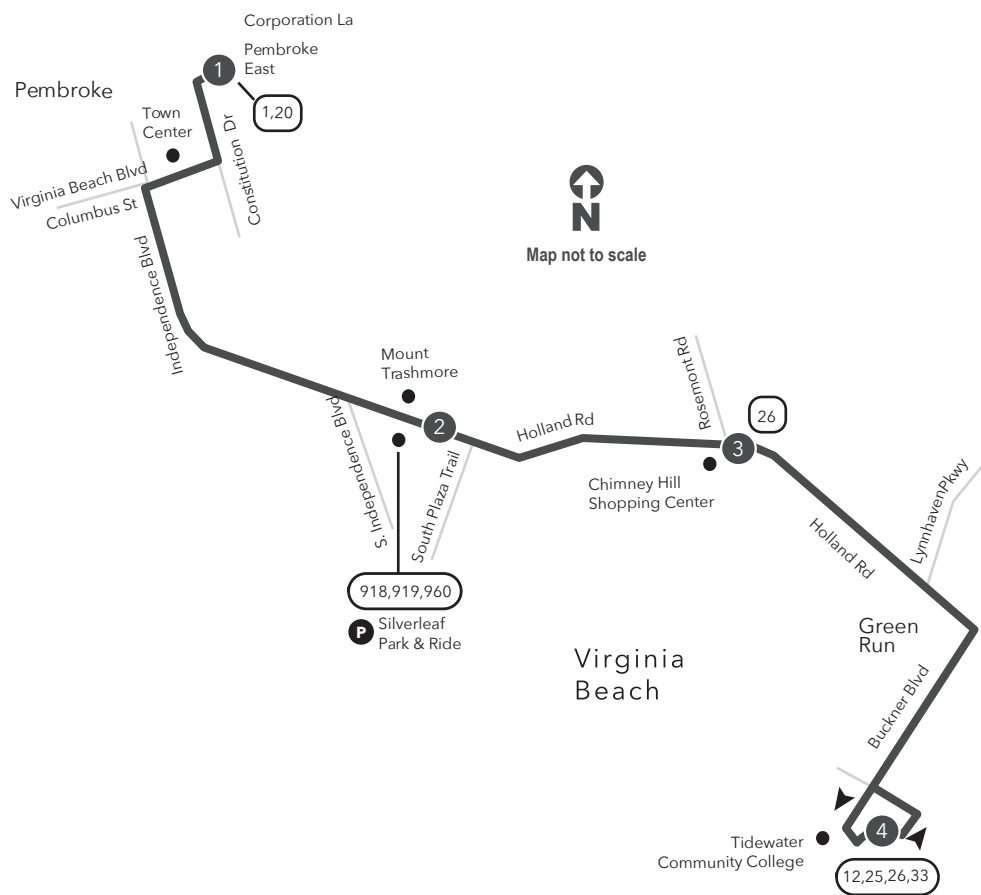 Corporation La
Pembroke
East
1
Pembroke
1,20
Town
Center
Constitution Dr
Virginia Beach Blvd
Columbus St
N
Map not to scale
Independence Blvd
Mount
Trashmore
Rosemont Rd
26
2
Holland Rd
3
S. Independence Blvd
South Plaza Trail
Chimney Hill
Shopping Center
LynnhavenPkwy
Holland Rd
918,919,960
P
Silverleaf
Park & Ride
Green
Run
Virginia
Beach
Buckner Blvd
4
Tidewater
Community College
12,25,26,33